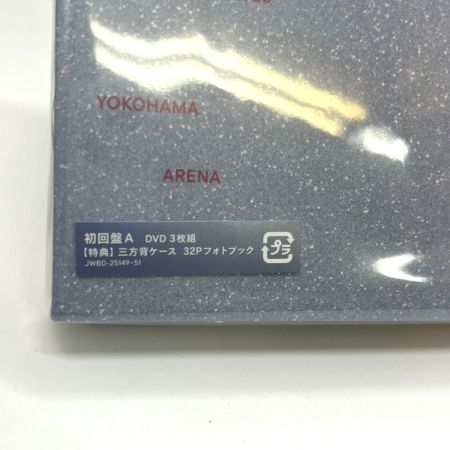 YOKOHAMA
ARENA
初回盤A DVD 3枚組
【特典】三方背ケース 32Pフォトブック
プラ
JWBD-25149~51